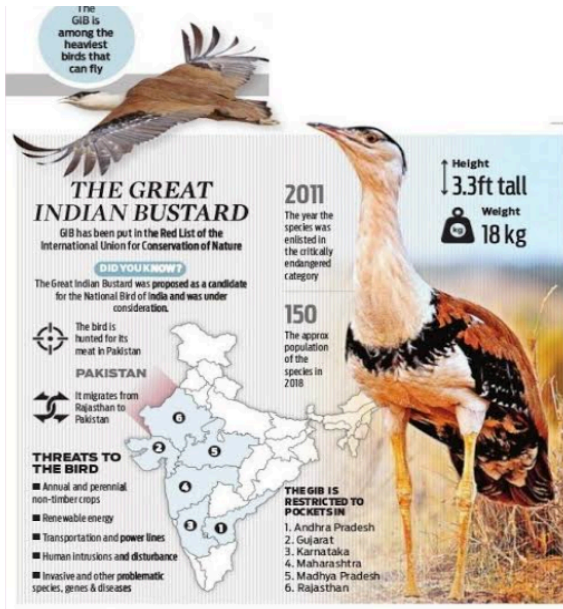 The
GIB is
among the
heaviest
birds that
can fly
THE GREAT
INDIAN BUSTARD
GIB has been put in the Red List of the
International Union for Conservation of Nature
DID YOU KNOW?
The Great Indian Bustard was proposed as a candidate
for the National Bird of India and was under
consideration.
The bird is
hunted for its
meat in Pakistan
PAKISTAN
It migrates from
Rajasthan to
Pakistan
THREATS TO
THE BIRD
■ Annual and perennial
non-timber crops
■ Renewable energy
■ Transportation and power lines
■ Human intrusions and disturbance
■ Invasive and other problematic
species, genes & diseases
6
2
5
4
3
1
2011
The year the
species was
enlisted in
the critically
endangered
category
150
The approx
population
of the
species in
2018
Height
3.3ft tall
kg
Weight
18 kg
THE GIB IS
RESTRICTED TO
POCKETS IN
1. Andhra Pradesh
2. Gujarat
3. Karnataka
4. Maharashtra
5. Madhya Pradesh
6. Rajasthan